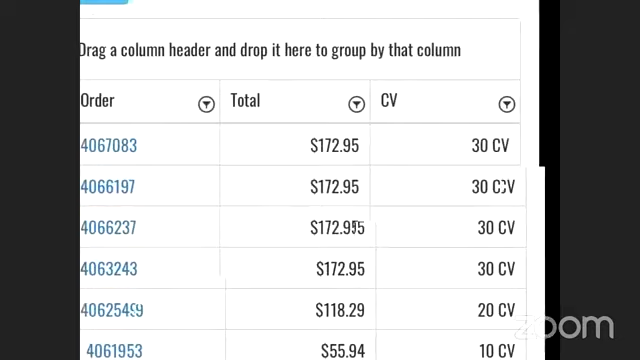 Drag a column header and drop it here to group by that column
Order Total CV
4067083 $172.95 30 CV
4066197 $172.95 30 CV
4066237 $172.95 30 CV
4063243 $172.95 30 CV
$118.29 20 CV
4061953 $55.94 10 CV
zoom